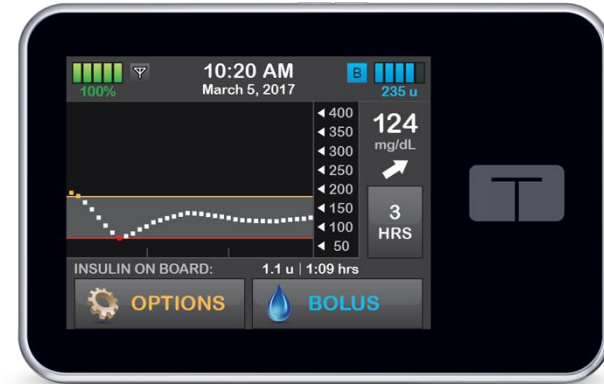 10:20 AM
100%
March 5, 2017
B
235 u
400
350
300
250
200
150
100
50
124
mg/dL
3
HRS
INSULIN ON BOARD: 1.1 u | 1:09 hrs
OPTIONS
BOLUS